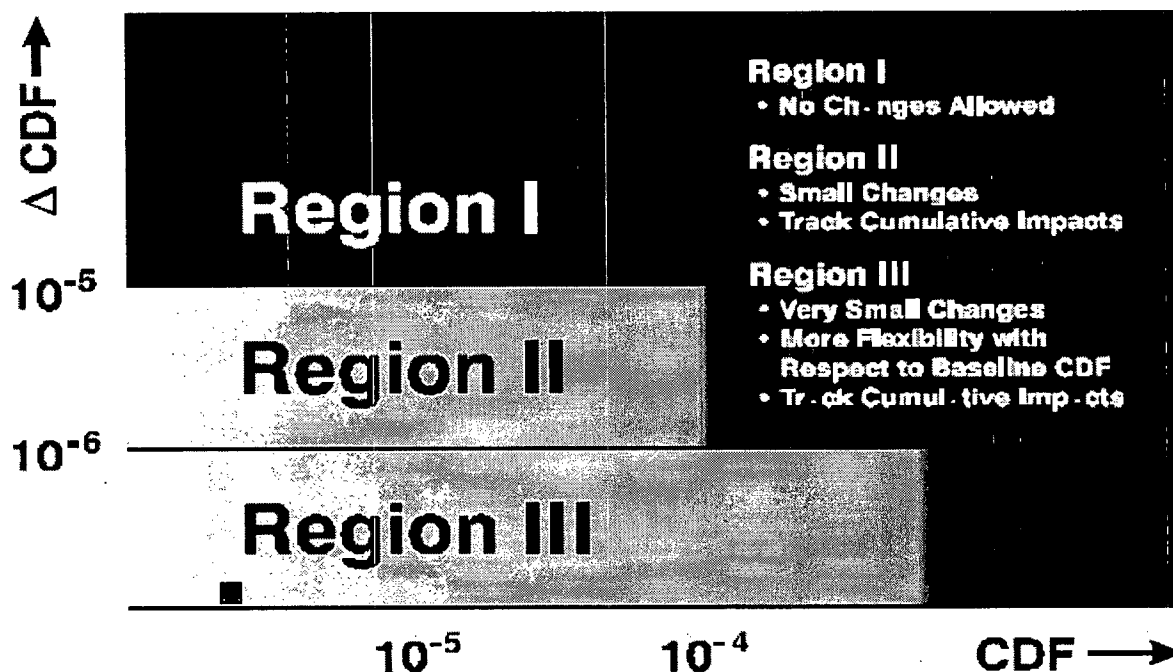 Δ CDF
Region I
• No Ch-nges Allowed
Region II
• Small Changes
• Track Cumulative Impacts
Region III
• Very Small Changes
• More Flexibility with
Respect to Baseline CDF
• Tr-ck Cumul-tive Imp-cts
Region I
10⁻⁵
Region II
10⁻⁶
Region III
10⁻⁵
10⁻⁴
CDF